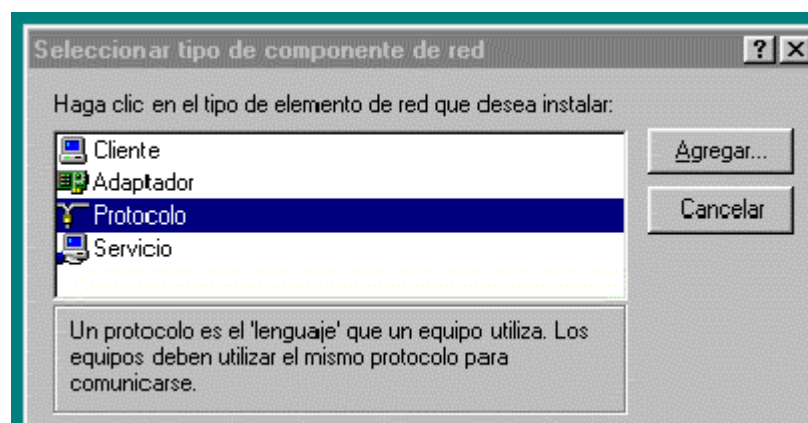 Seleccionar tipo de componente de red
Haga clic en el tipo de elemento de red que desea instalar:
Cliente
Adaptador
Protocolo
Servicio
Agregar...
Cancelar
Un protocolo es el 'lenguaje' que un equipo utiliza. Los
equipos deben utilizar el mismo protocolo para
comunicarse.